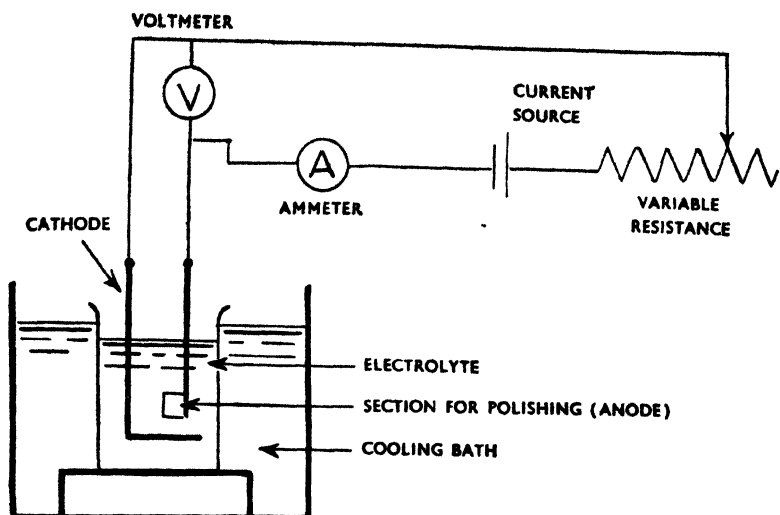 VOLTMETER
V
CURRENT
SOURCE
A
AMMETER
VARIABLE
RESISTANCE
CATHODE
ELECTROLYTE
SECTION FOR POLISHING (ANODE)
COOLING BATH